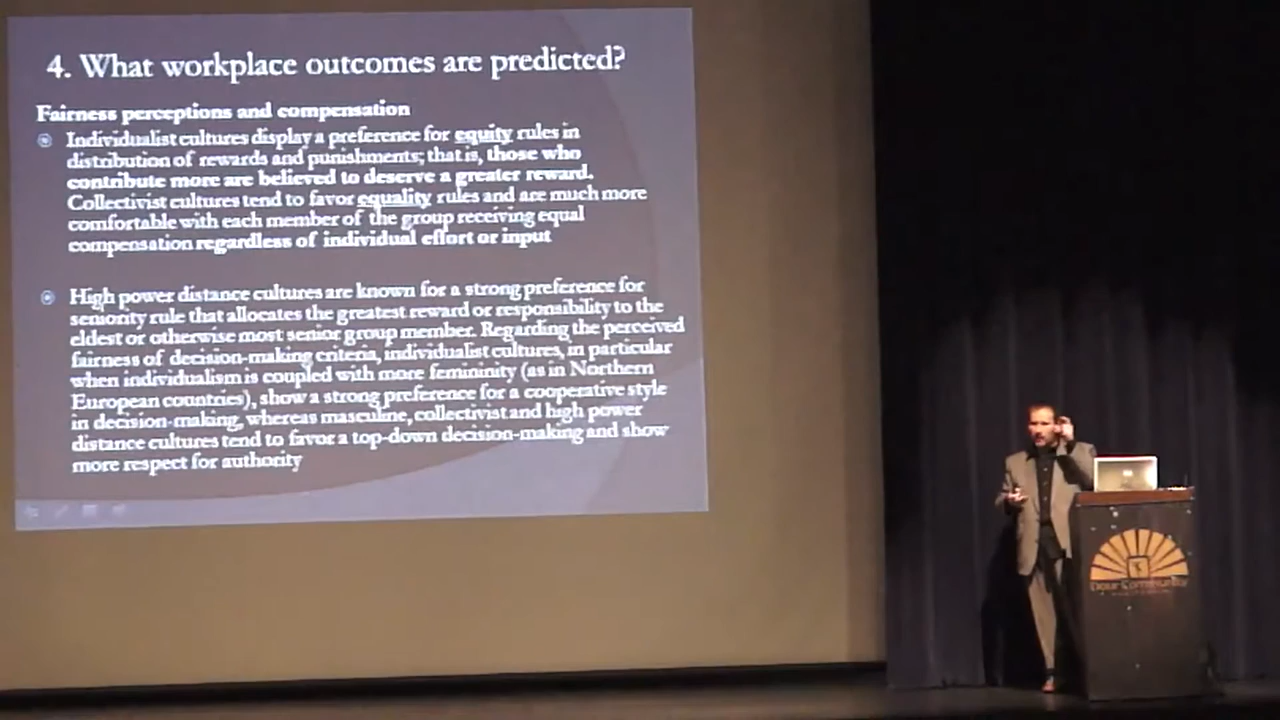 4. What workplace outcomes are predicted?
Fairness perceptions and compensation
Individualist cultures display a preference for equity rules in
distribution of rewards and punishments; that is, those who
contribute more are believed to deserve a greater reward.
Collectivist cultures tend to favor equality rules and are much more
comfortable with each member of the group receiving equal
compensation regardless of individual effort or input
High power distance cultures are known for a strong preference for
seniority rule that allocates the greatest reward or responsibility to the
eldest or otherwise most senior group member. Regarding the perceived
fairness of decision-making criteria, individualist cultures, in particular
when individualism is coupled with more femininity (as in Northern
European countries), show a strong preference for a cooperative style
in decision-making, whereas masculine, collectivist and high power
distance cultures tend to favor a top-down decision-making and show
more respect for authority
Community